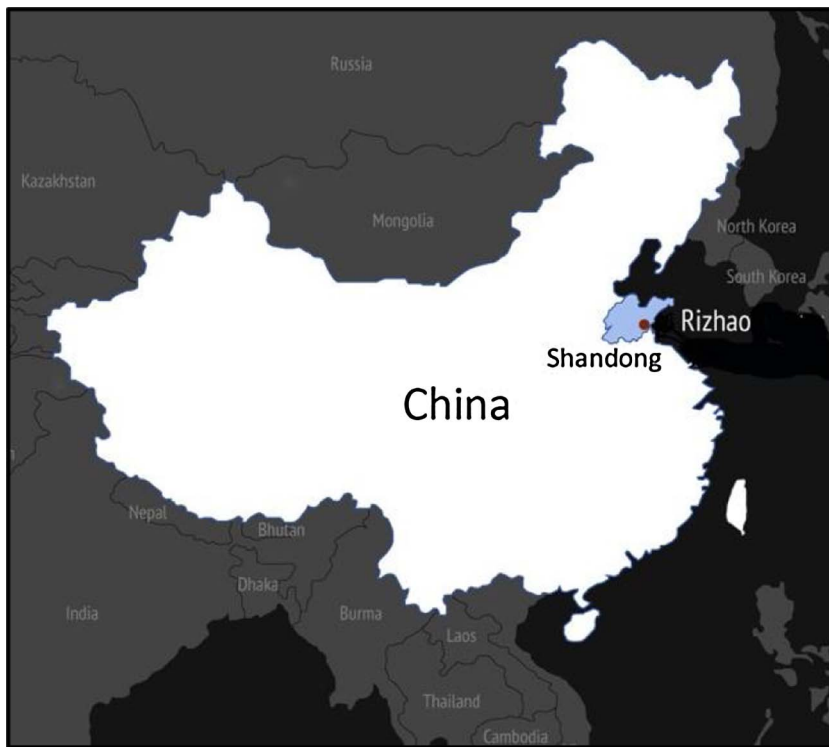 Russia
Kazakhstan
Mongolia
North Korea
South Korea
Rizhao
Shandong
China
Nepal
Bhutan
Dhaka
India
Burma
Laos
Thailand
Cambodia